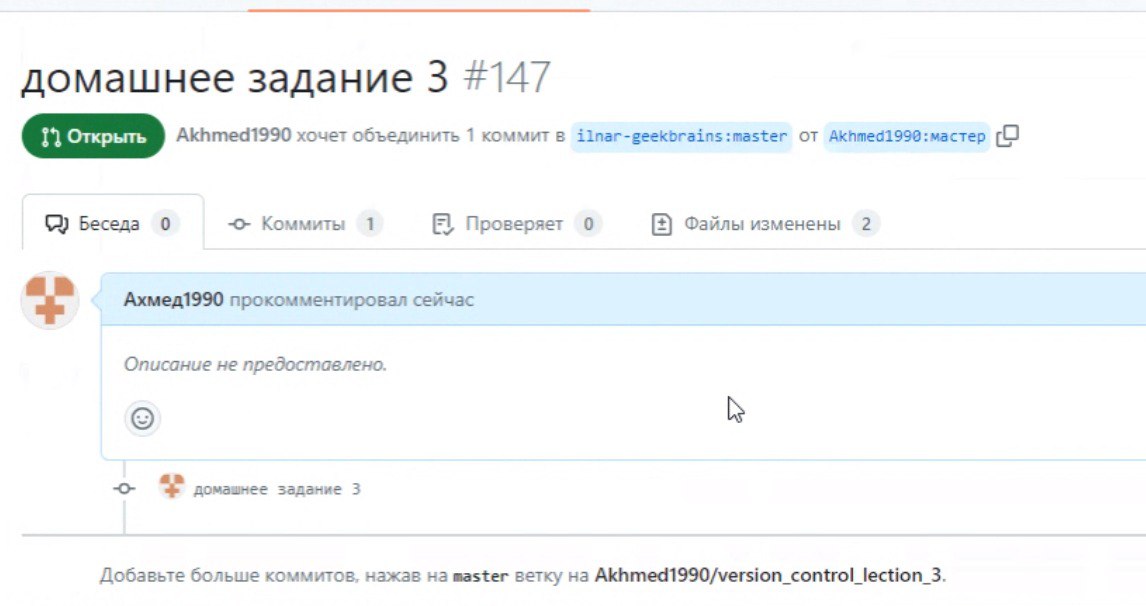 домашнее задание 3 #147
Открыть Akhmed1990 хочет объединить 1 коммит в ilnar-geekbrains:master от Akhmed1990:мастер
Беседа 0 Коммиты 1 Проверяет 0 Файлы изменены 2
Ахмед1990 прокомментировал сейчас
Описание не предоставлено.
домашнее задание 3
Добавьте больше коммитов, нажав на master ветку на Akhmed1990/version_control_lection_3.